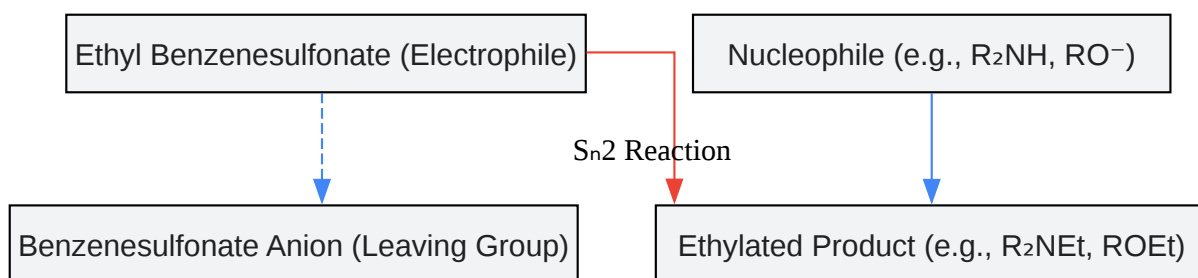 Ethyl Benzenesulfonate (Electrophile)
Nucleophile (e.g., R₂NH, RO⁻)
Sₙ2 Reaction
Benzenesulfonate Anion (Leaving Group)
Ethylated Product (e.g., R₂NEt, ROEt)